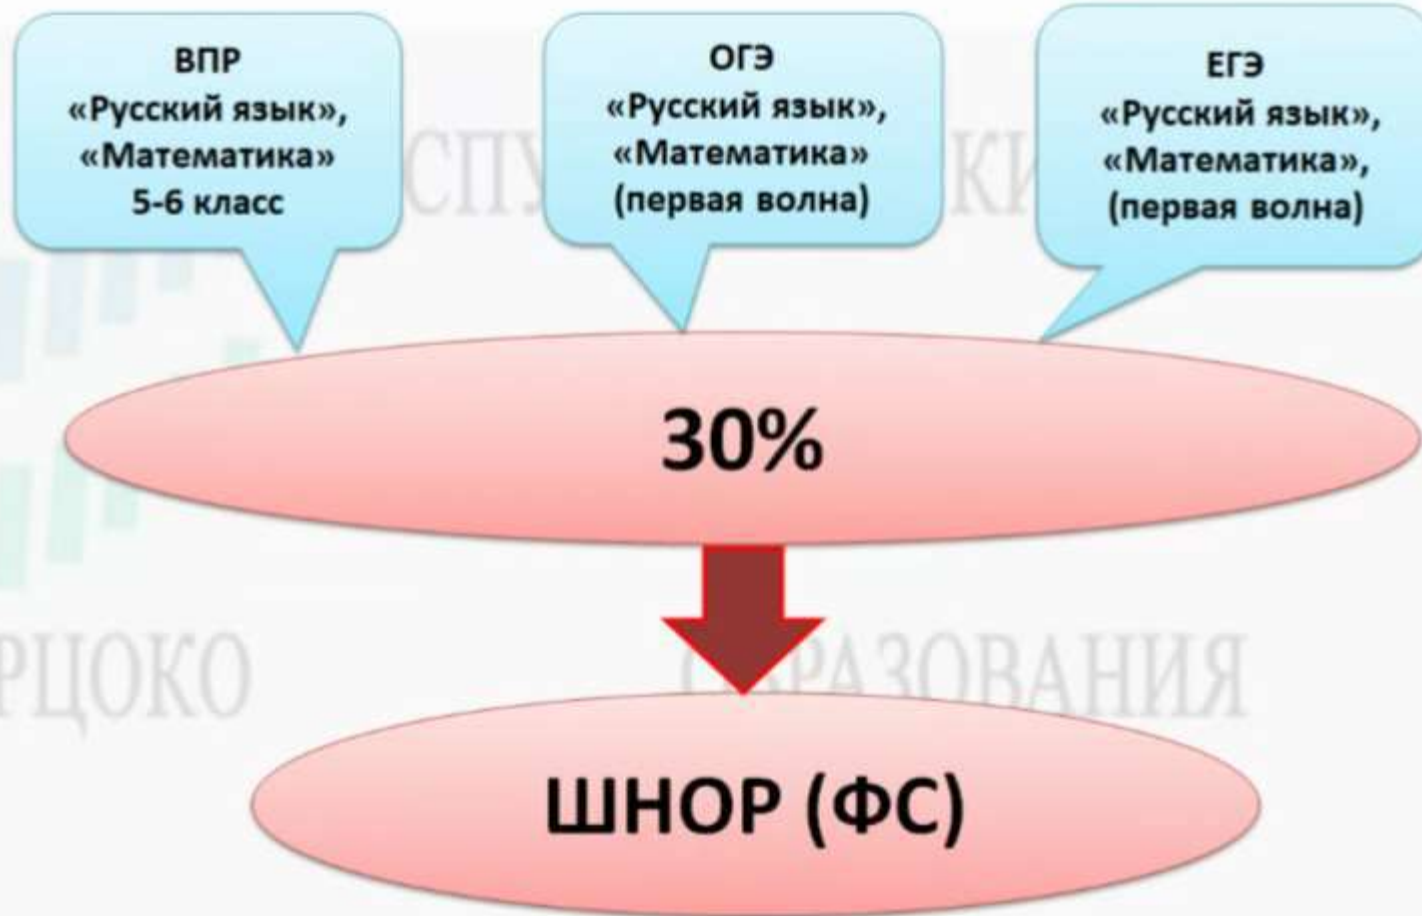 ВПР
«Русский язык»,
«Математика»
5-6 класс
ОГЭ
«Русский язык»,
«Математика»
(первая волна)
ЕГЭ
«Русский язык»,
«Математика»,
(первая волна)
30%
РЦОКО
ОБРАЗОВАНИЯ
ШНОР (ФС)